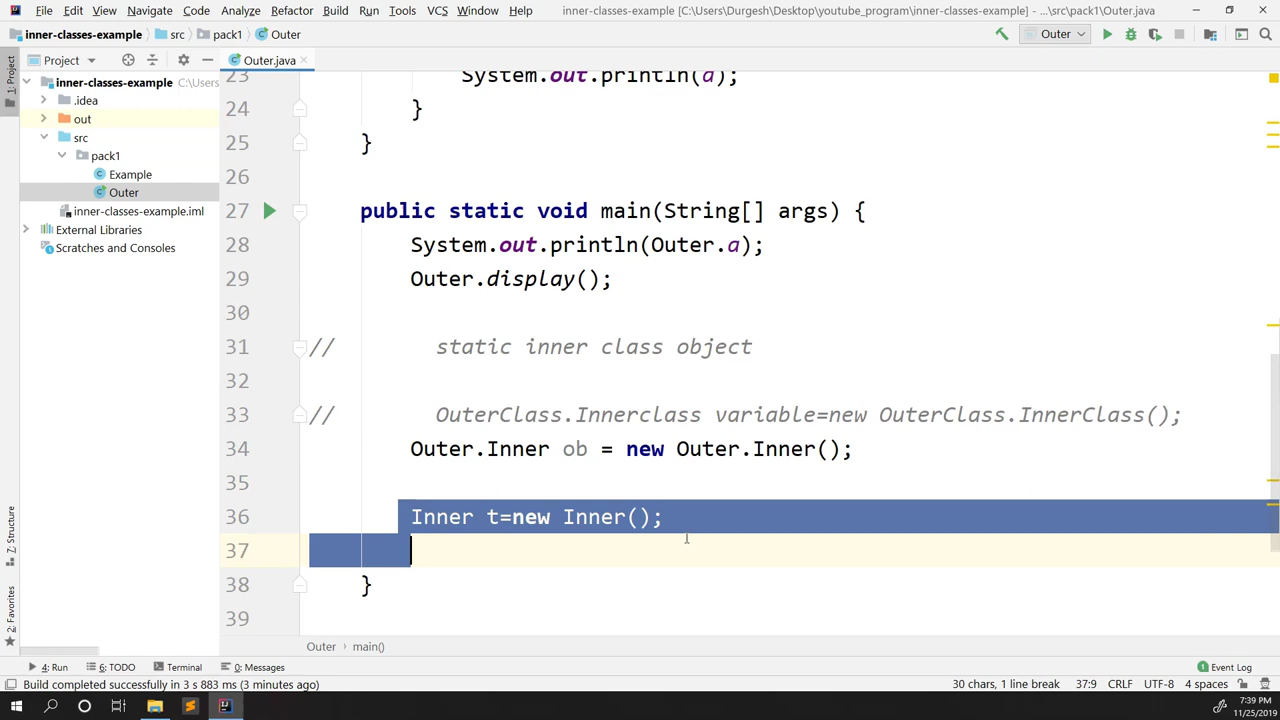 File Edit View Navigate Code Analyze Refactor Build Run Tools VCS Window Help inner-classes-example [C:\Users\Durgesh\Desktop\youtube_program\inner-classes-example] - ...\src\pack1\Outer.java
inner-classes-example src pack1 Outer Outer
1: Project
Project Outer.java
inner-classes-example C:\Users
.idea
out
src
pack1
Example
Outer
inner-classes-example.iml
External Libraries
Scratches and Consoles
23 System.out.println(a);
24 }
25 }
26
27 public static void main(String[] args) {
28 System.out.println(Outer.a);
29 Outer.display();
30
31 // static inner class object
32
33 // OuterClass.Innerclass variable=new OuterClass.InnerClass();
34 Outer.Inner ob = new Outer.Inner();
35
36 Inner t=new Inner();
37
38 }
39
7: Structure
2: Favorites
Outer main()
4: Run 6: TODO Terminal 0: Messages Event Log
Build completed successfully in 3 s 883 ms (3 minutes ago) 30 chars, 1 line break 37:9 CRLF UTF-8 4 spaces
7:39 PM
11/25/2019